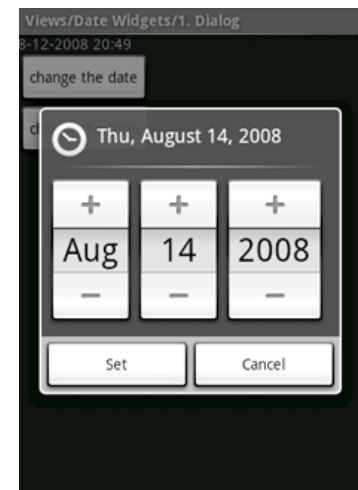 Views/Date Widgets/1. Dialog
8-12-2008 20:49
change the date
Thu, August 14, 2008
+ + +
Aug 14 2008
− − −
Set Cancel